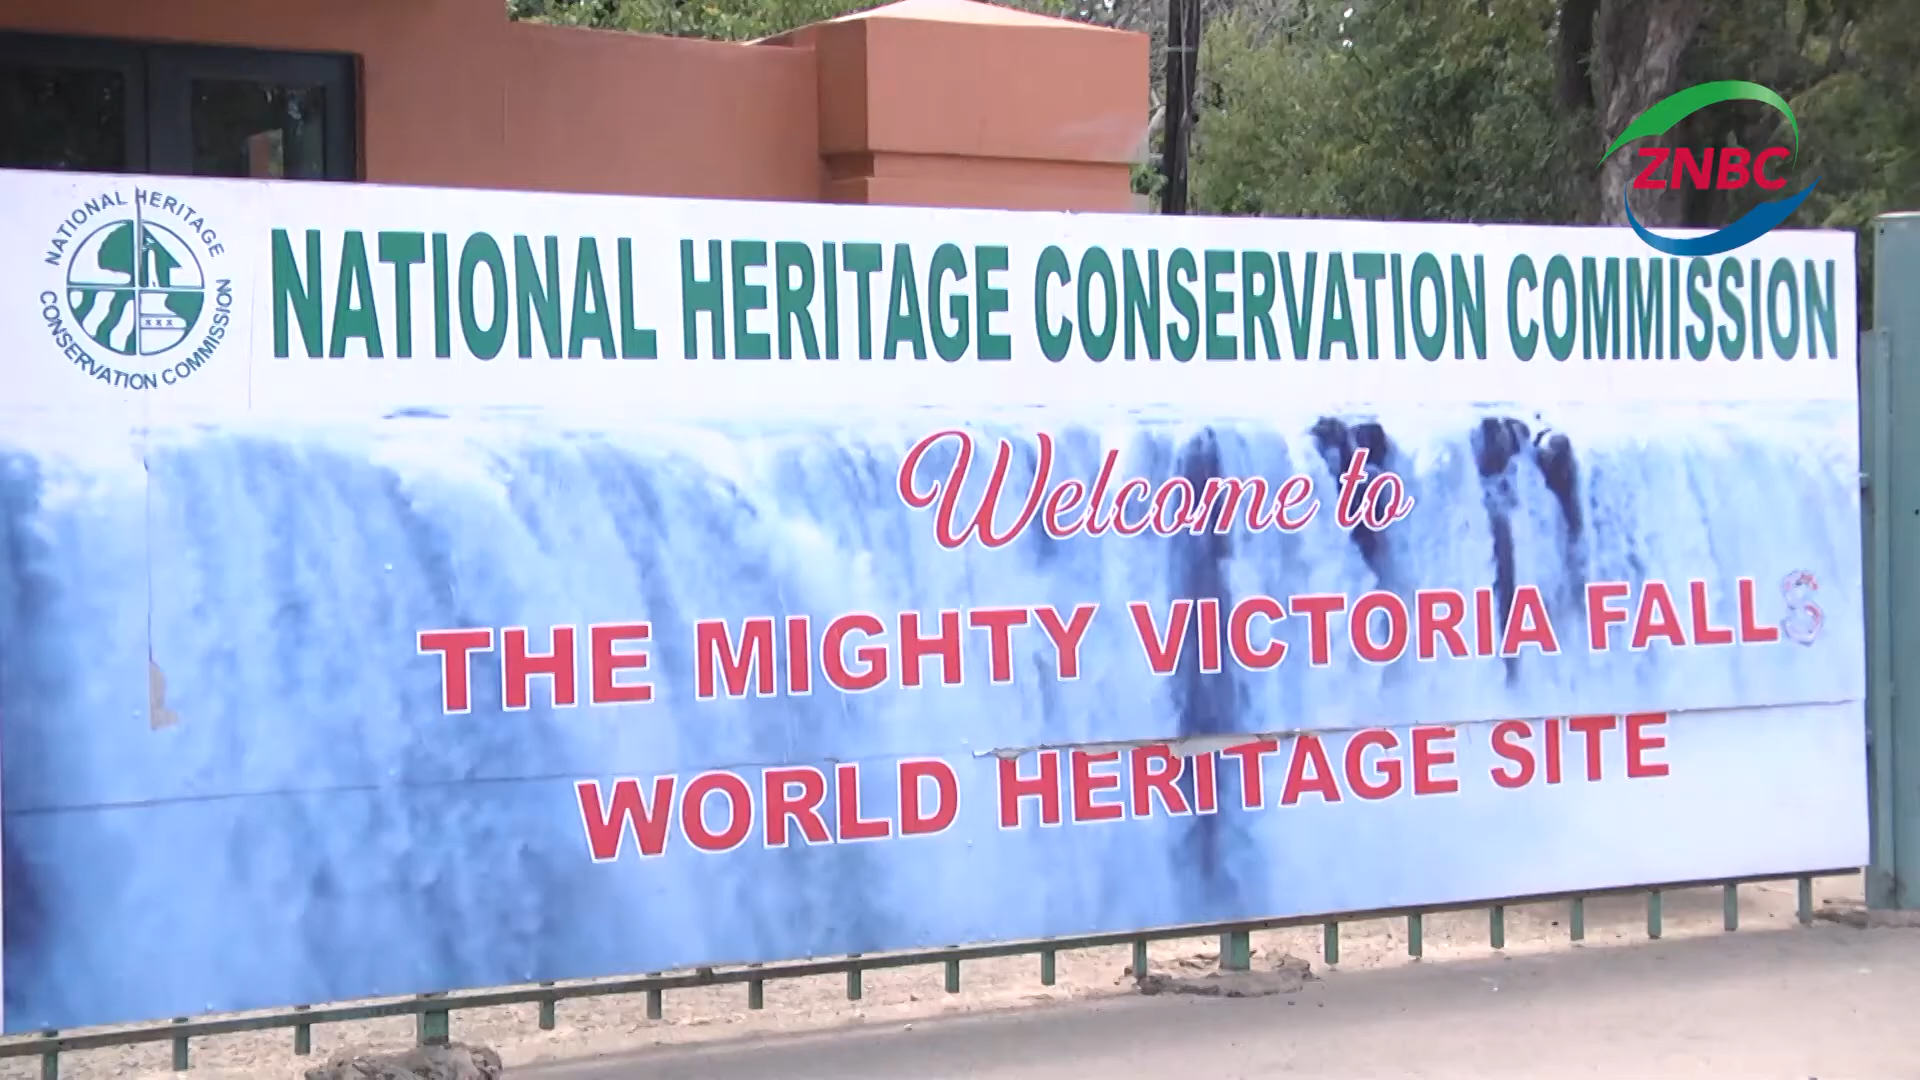 ZNBC
NATIONAL HERITAGE
CONSERVATION COMMISSION
NATIONAL HERITAGE CONSERVATION COMMISSION
Welcome to
THE MIGHTY VICTORIA FALLS
WORLD HERITAGE SITE